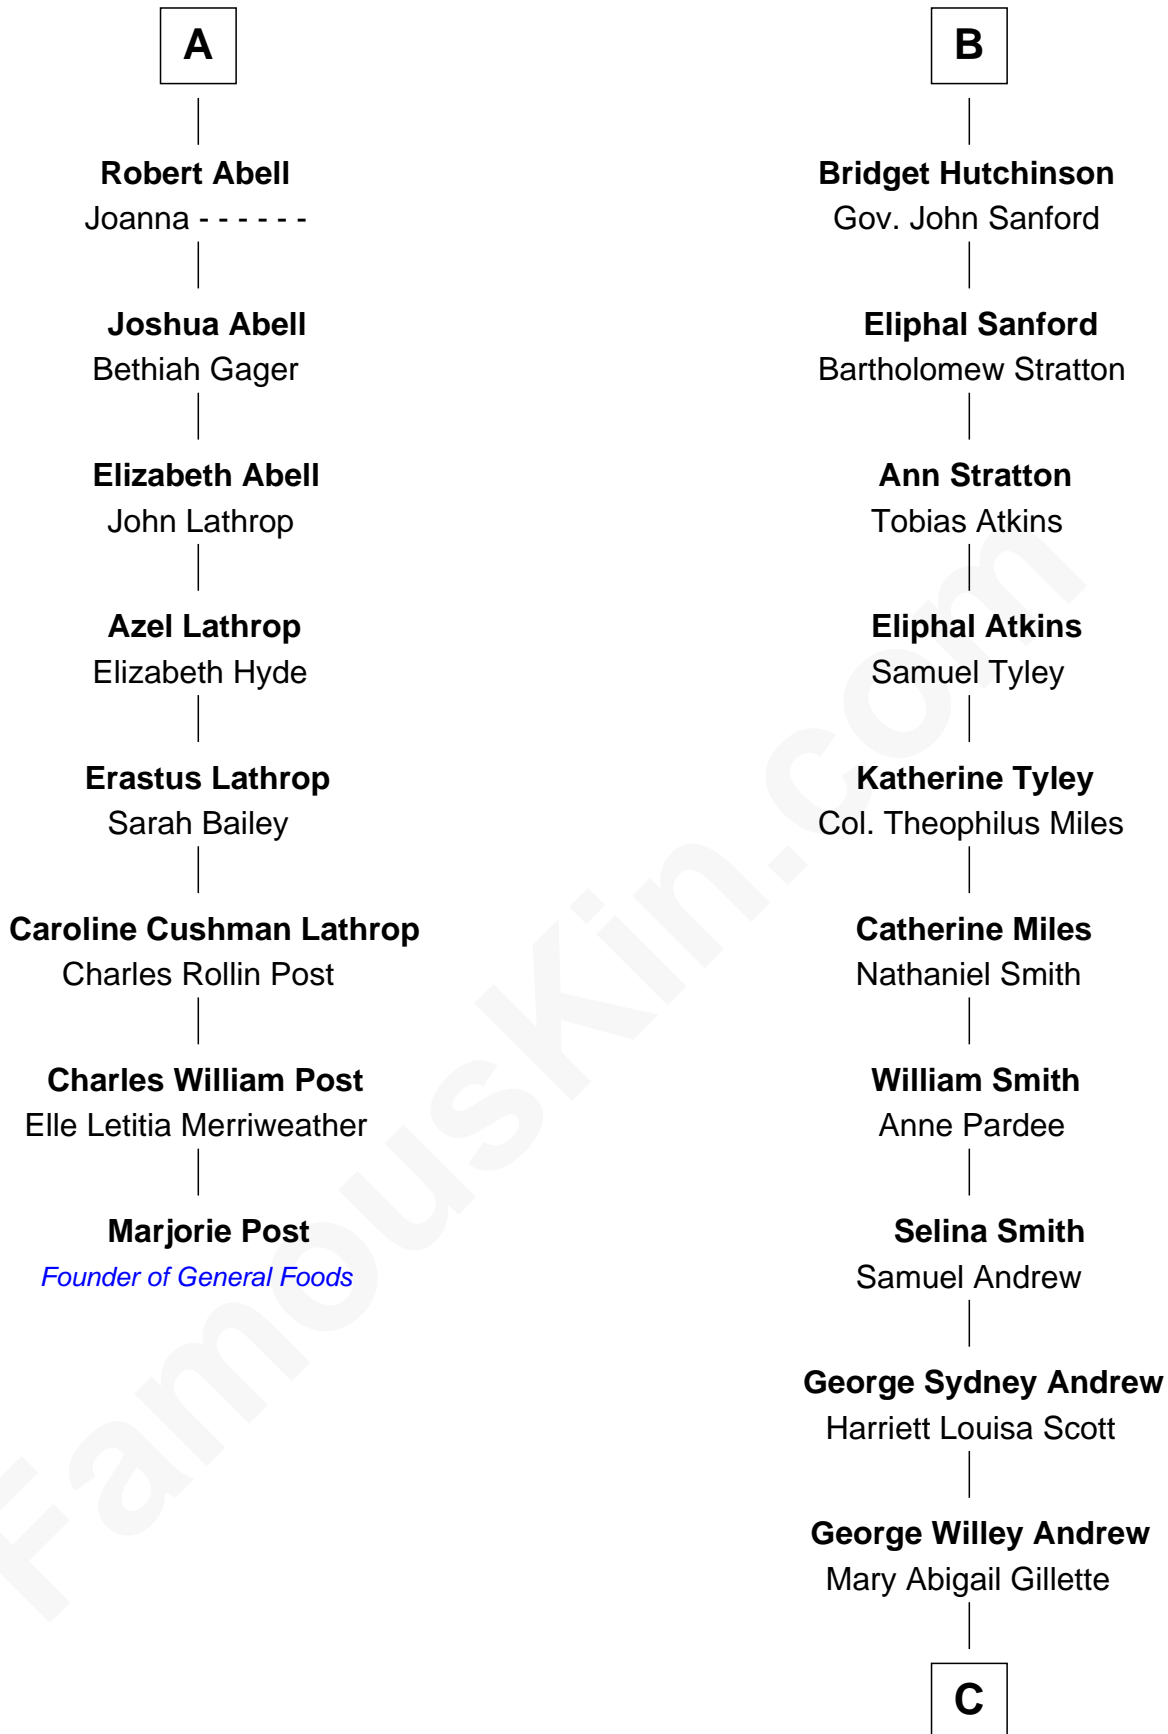 A
Robert Abell
Joanna - - - - - -
Joshua Abell
Bethiah Gager
Elizabeth Abell
John Lathrop
Azel Lathrop
Elizabeth Hyde
Erastus Lathrop
Sarah Bailey
Caroline Cushman Lathrop
Charles Rollin Post
Charles William Post
Elle Letitia Merriweather
Marjorie Post
Founder of General Foods
B
Bridget Hutchinson
Gov. John Sanford
Eliphal Sanford
Bartholomew Stratton
Ann Stratton
Tobias Atkins
Eliphal Atkins
Samuel Tyley
Katherine Tyley
Col. Theophilus Miles
Catherine Miles
Nathaniel Smith
William Smith
Anne Pardee
Selina Smith
Samuel Andrew
George Sydney Andrew
Harriett Louisa Scott
George Willey Andrew
Mary Abigail Gillette
C
FamousKin.com